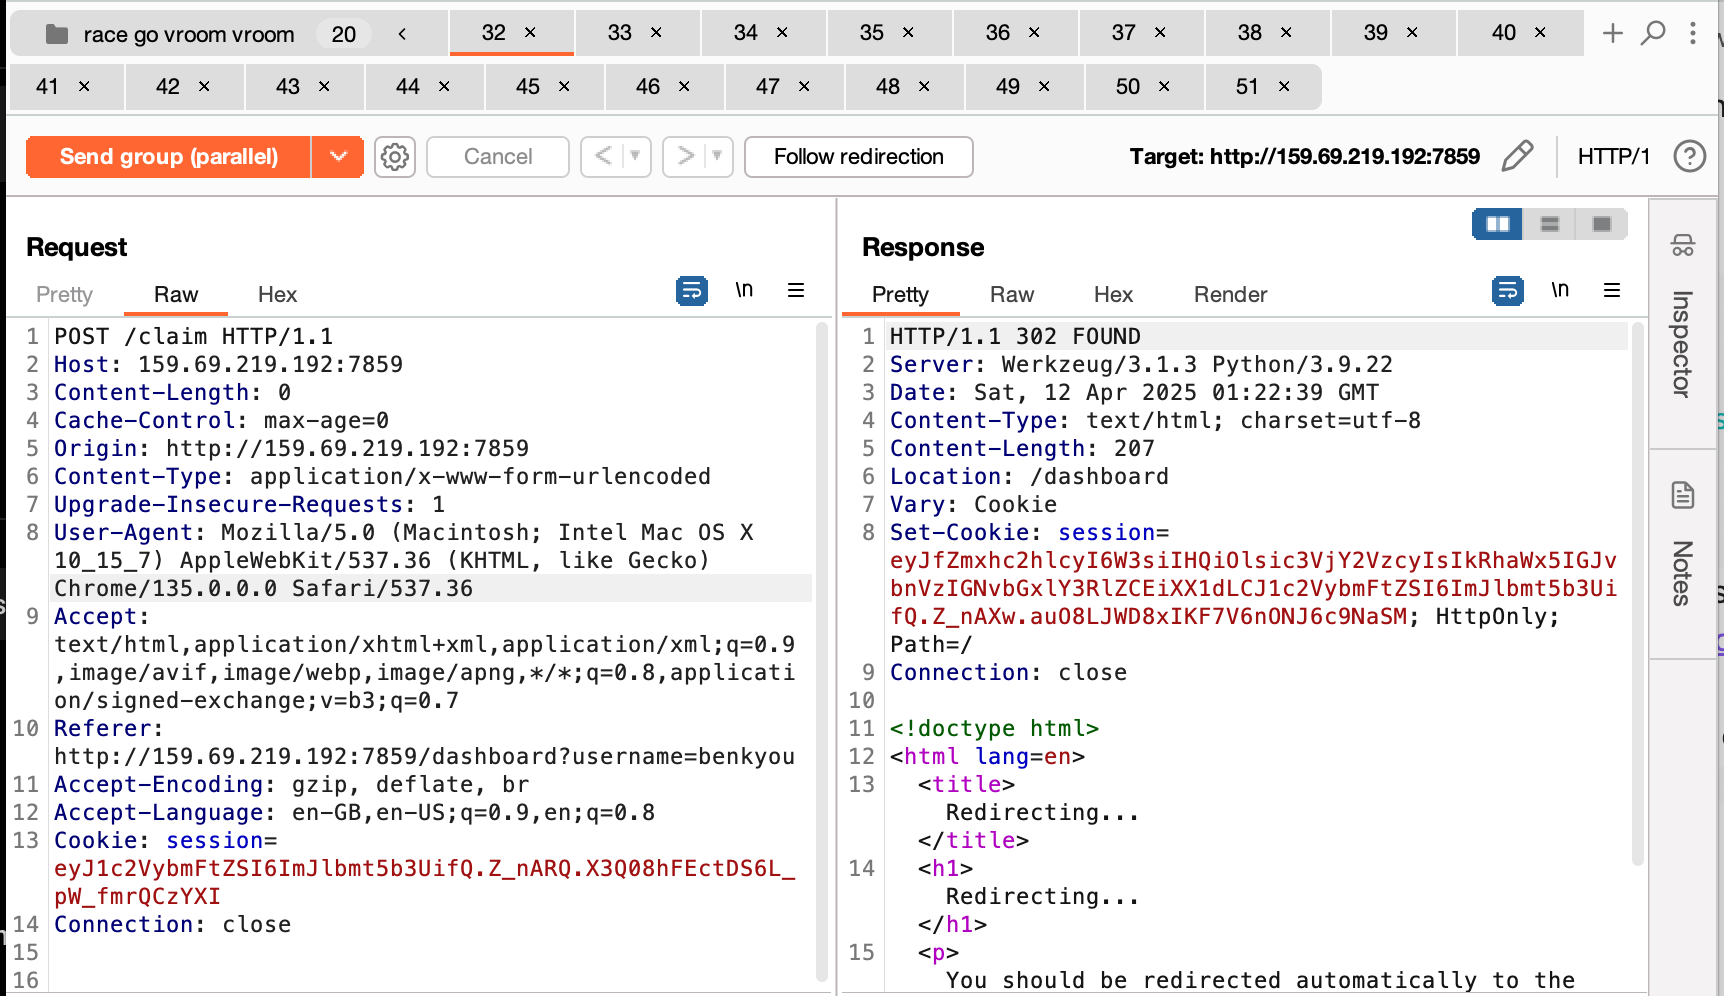 race go vroom vroom 20 < 32 × 33 × 34 × 35 × 36 × 37 × 38 × 39 × 40 ×
41 × 42 × 43 × 44 × 45 × 46 × 47 × 48 × 49 × 50 × 51 ×
Send group (parallel) Cancel < > Follow redirection Target: http://159.69.219.192:7859 HTTP/1
Request
Pretty Raw Hex \n
1 POST /claim HTTP/1.1
2 Host: 159.69.219.192:7859
3 Content-Length: 0
4 Cache-Control: max-age=0
5 Origin: http://159.69.219.192:7859
6 Content-Type: application/x-www-form-urlencoded
7 Upgrade-Insecure-Requests: 1
8 User-Agent: Mozilla/5.0 (Macintosh; Intel Mac OS X
10_15_7) AppleWebKit/537.36 (KHTML, like Gecko)
Chrome/135.0.0.0 Safari/537.36
9 Accept:
text/html,application/xhtml+xml,application/xml;q=0.9
,image/avif,image/webp,image/apng,*/*;q=0.8,applicati
on/signed-exchange;v=b3;q=0.7
10 Referer:
http://159.69.219.192:7859/dashboard?username=benkyou
11 Accept-Encoding: gzip, deflate, br
12 Accept-Language: en-GB,en-US;q=0.9,en;q=0.8
13 Cookie: session=
eyJ1c2VybmFtZSI6ImJlbmt5b3UifQ.Z_nARQ.X3Q08hFEctDS6L_
pW_fmrQCzYXI
14 Connection: close
15
16
Response
Pretty Raw Hex Render \n
1 HTTP/1.1 302 FOUND
2 Server: Werkzeug/3.1.3 Python/3.9.22
3 Date: Sat, 12 Apr 2025 01:22:39 GMT
4 Content-Type: text/html; charset=utf-8
5 Content-Length: 207
6 Location: /dashboard
7 Vary: Cookie
8 Set-Cookie: session=
eyJfZmxhc2hlcyI6W3siIHQiOlsic3VjY2VzcyIsIkRhaWx5IGJv
bnVzIGNvbGxlY3RlZCEiXX1dLCJ1c2VybmFtZSI6ImJlbmt5b3Ui
fQ.Z_nAXw.auO8LJWD8xIKF7V6nONJ6c9NaSM; HttpOnly;
Path=/
9 Connection: close
10
11 <!doctype html>
12 <html lang=en>
13 <title>
Redirecting...
</title>
14 <h1>
Redirecting...
</h1>
15 <p>
You should be redirected automatically to the
Inspector
Notes